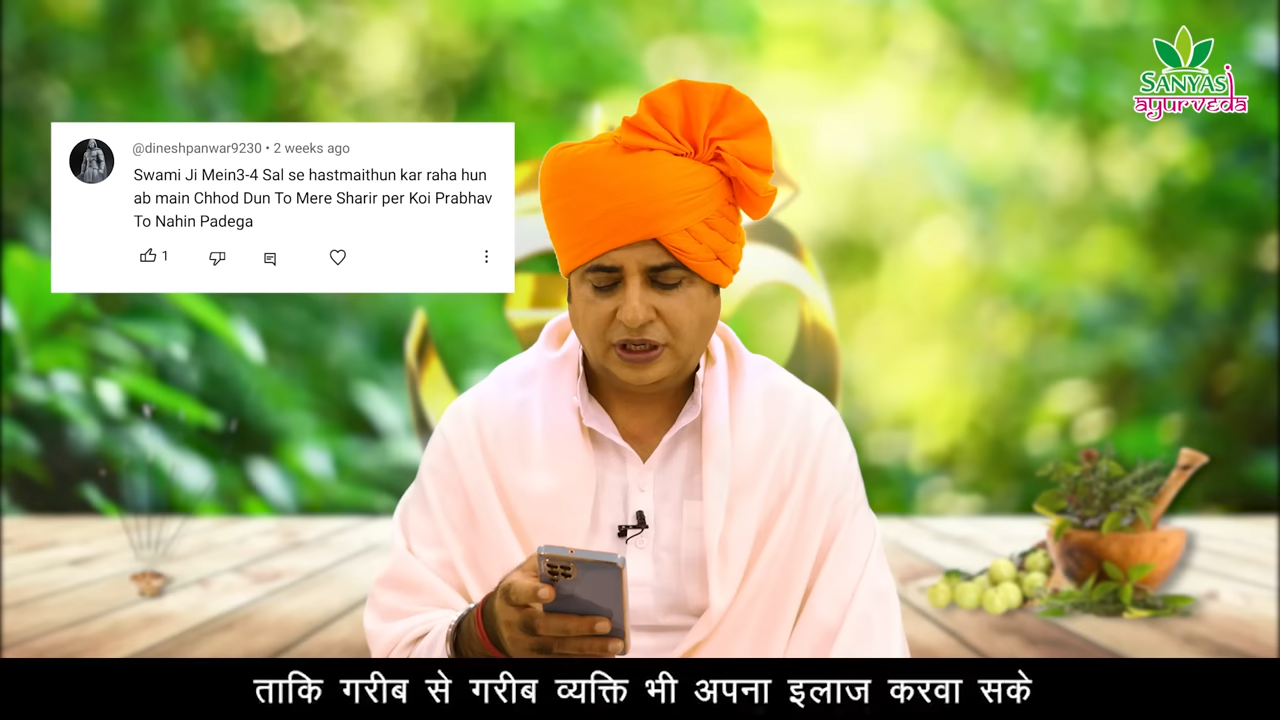 SANYASI
ayurveda
@dineshpanwar9230 • 2 weeks ago
Swami Ji Mein3-4 Sal se hastmaithun kar raha hun
ab main Chhod Dun To Mere Sharir per Koi Prabhav
To Nahin Padega
1
ताकि गरीब से गरीब व्यक्ति भी अपना इलाज करवा सके